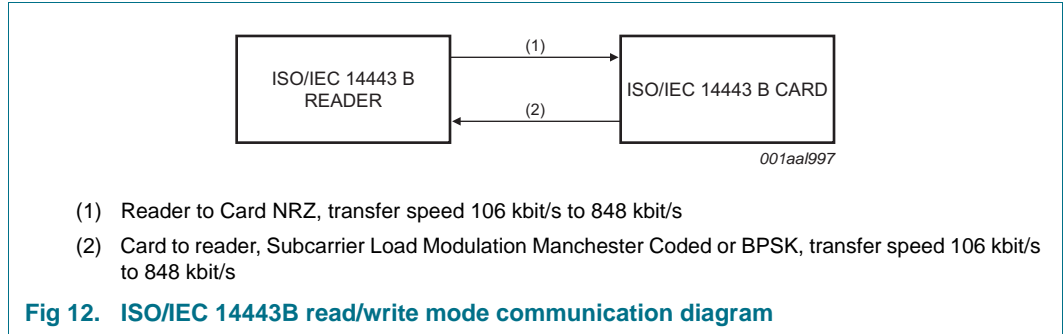 (1)
ISO/IEC 14443 B
READER
ISO/IEC 14443 B CARD
(2)
001aal997
(1) Reader to Card NRZ, transfer speed 106 kbit/s to 848 kbit/s
(2) Card to reader, Subcarrier Load Modulation Manchester Coded or BPSK, transfer speed 106 kbit/s
to 848 kbit/s
Fig 12. ISO/IEC 14443B read/write mode communication diagram